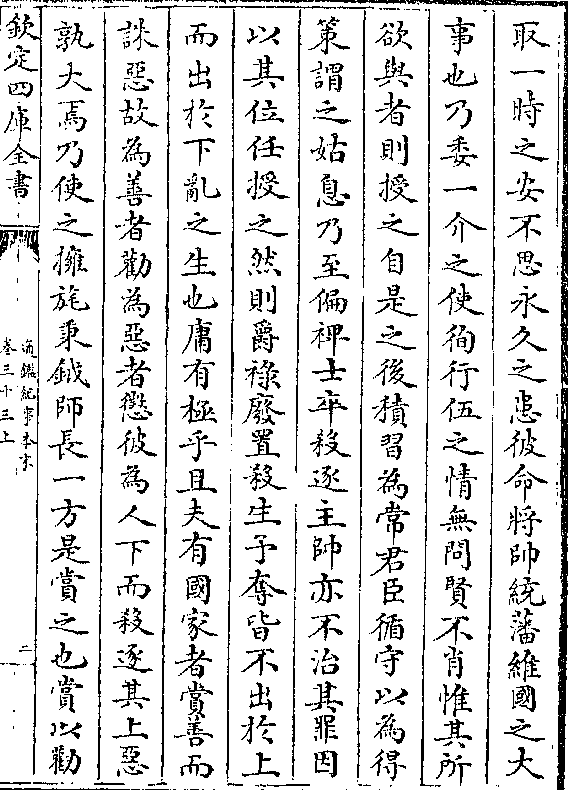 取一時之安不思永久之患彼命將帥統藩維國之大
事也乃委一介之使徇行伍之情無問賢不肖惟其所
欲與者則授之自是之後積習為常君臣循守以為得
策謂之姑息乃至偏裨士卒殺逐主帥亦不治其罪因
以其位任授之然則爵祿廢置殺生予奪皆不出於上
而出於下亂之生也庸有極乎且夫有國家者賞善而
誅惡故為善者勸為惡者懲彼為人下而殺逐其上惡
孰大焉乃使之擁旄秉鉞師長一方是賞之也賞以勸
欽定四庫全書
通鑑紀事本末
卷三十三上
二